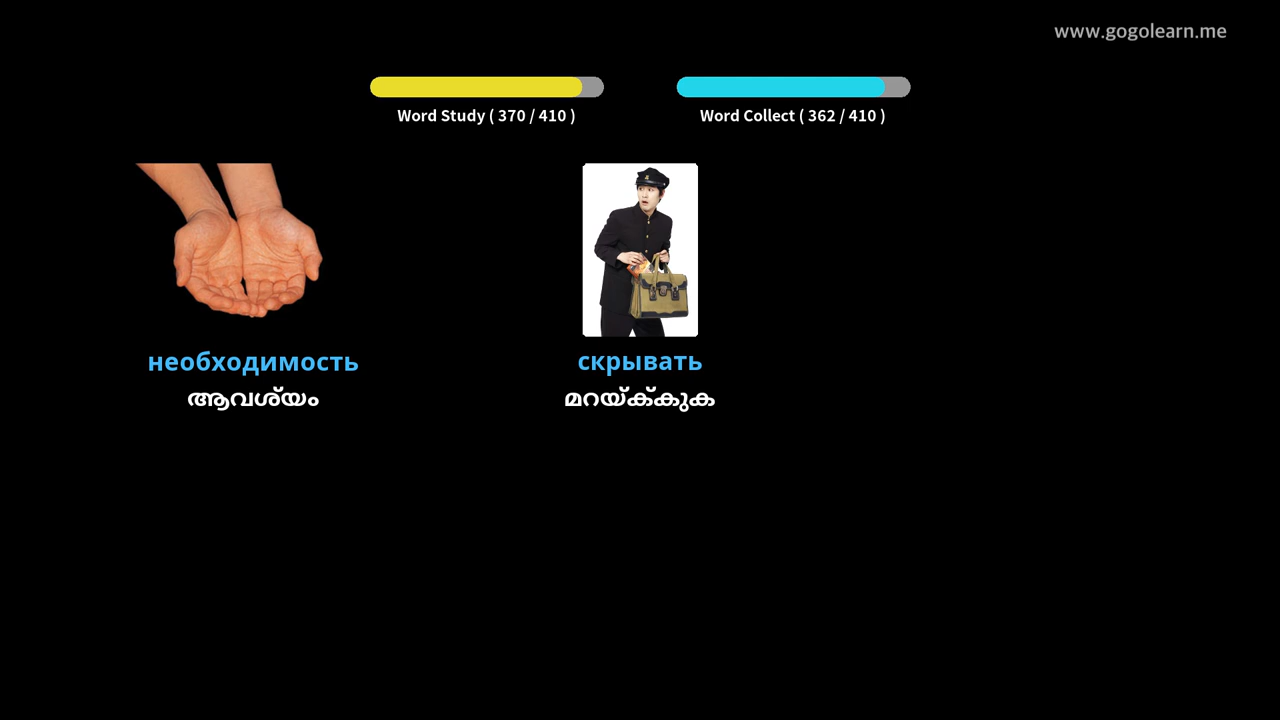 www.gogolearn.me
Word Study ( 370 / 410 )
Word Collect ( 362 / 410 )
необходимость
скрывать
ആവശ്യം
മറയ്ക്കുക